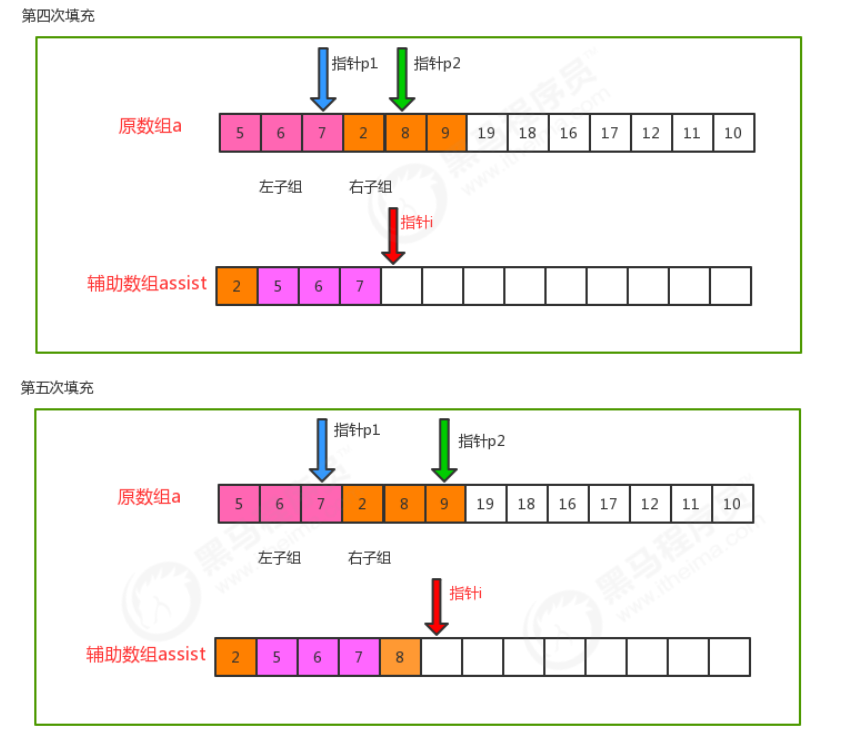 第四次填充
指针p1 指针p2
原数组a 5 6 7 2 8 9 19 18 16 17 12 11 10
左子组 右子组
指针i
辅助数组assist 2 5 6 7
第五次填充
指针p1 指针p2
原数组a 5 6 7 2 8 9 19 18 16 17 12 11 10
左子组 右子组
指针i
辅助数组assist 2 5 6 7 8
黑马程序员
www.itheima.com